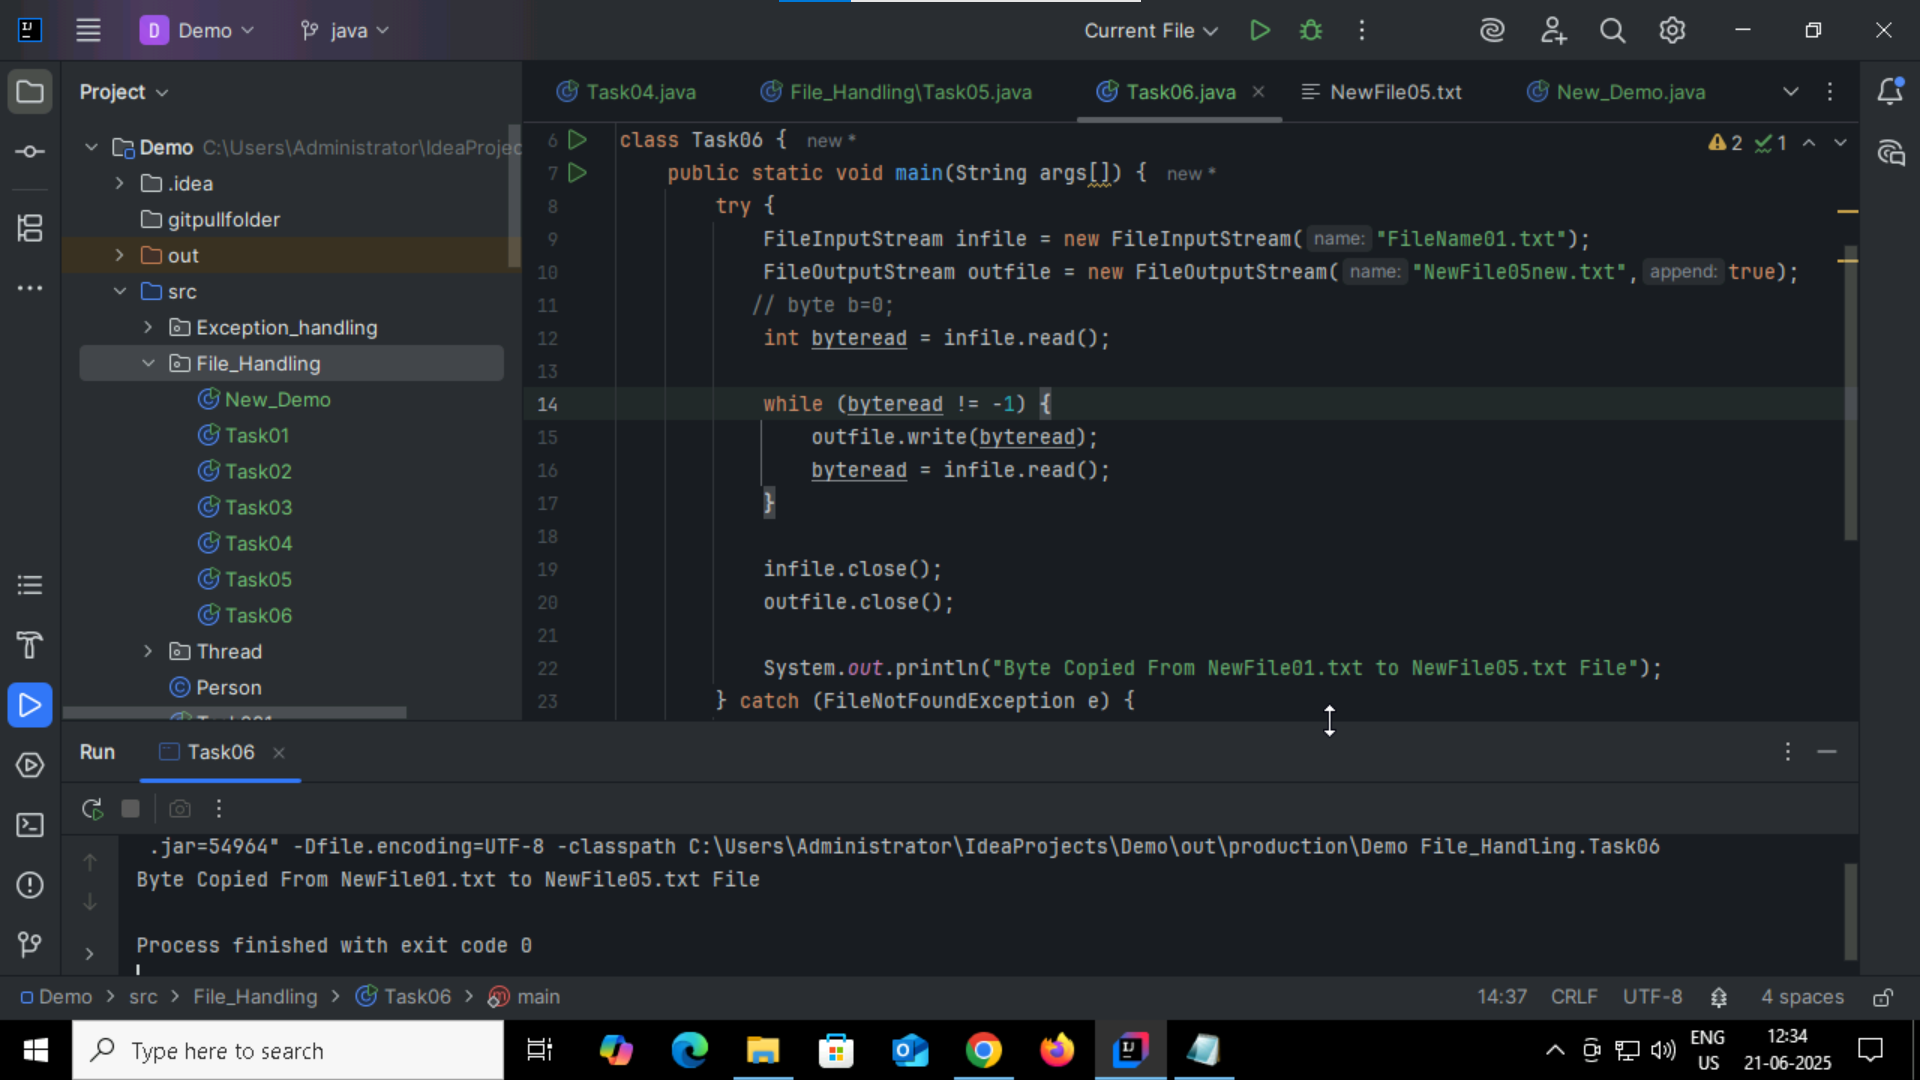 D Demo java Current File
Project
Task04.java File_Handling\Task05.java Task06.java NewFile05.txt New_Demo.java
Demo C:\Users\Administrator\IdeaProjec
.idea
gitpullfolder
out
src
Exception_handling
File_Handling
New_Demo
Task01
Task02
Task03
Task04
Task05
Task06
Thread
Person
2 1
6 class Task06 { new *
7 public static void main(String args[]) { new *
8 try {
9 FileInputStream infile = new FileInputStream( name: "FileName01.txt");
10 FileOutputStream outfile = new FileOutputStream( name: "NewFile05new.txt", append: true);
11 // byte b=0;
12 int byteread = infile.read();
13
14 while (byteread != -1) {
15 outfile.write(byteread);
16 byteread = infile.read();
17 }
18
19 infile.close();
20 outfile.close();
21
22 System.out.println("Byte Copied From NewFile01.txt to NewFile05.txt File");
23 } catch (FileNotFoundException e) {
Run Task06
.jar=54964" -Dfile.encoding=UTF-8 -classpath C:\Users\Administrator\IdeaProjects\Demo\out\production\Demo File_Handling.Task06
Byte Copied From NewFile01.txt to NewFile05.txt File
Process finished with exit code 0
Demo > src > File_Handling > Task06 > main 14:37 CRLF UTF-8 4 spaces
Type here to search
ENG
US
12:34
21-06-2025